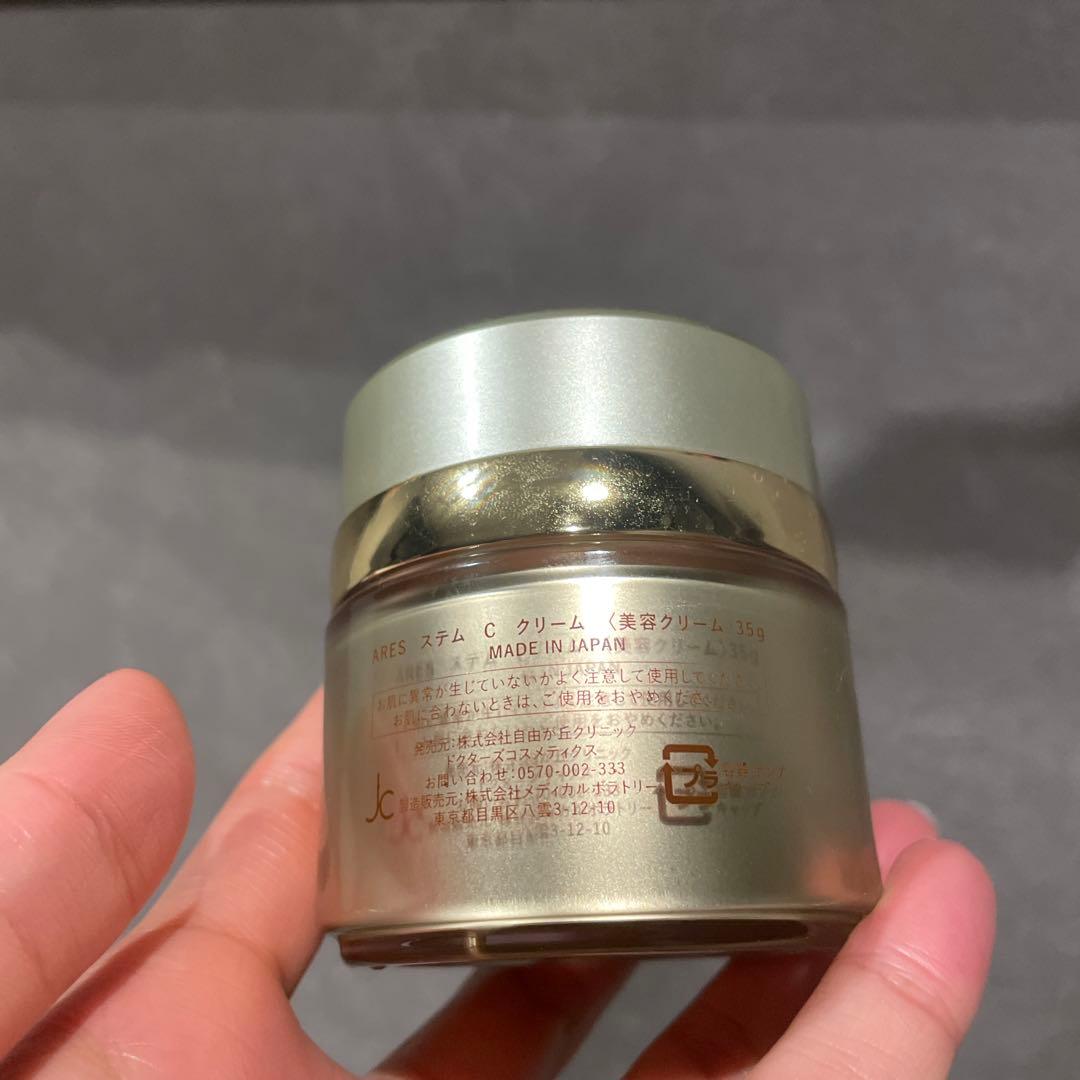 ARES ステム C クリーム 〈美容クリーム 35g
MADE IN JAPAN
お肌に異常が生じていないかよく注意して使用してくだ
お肌に合わないときは、ご使用をおやめください。
発売元:株式会社自由が丘クリニック
ドクターズコスメティクス
お問い合わせ:0570-002-333
製造販売元:株式会社メディカルボラトリー
東京都目黒区八雲3-12-10
Jc
プラ